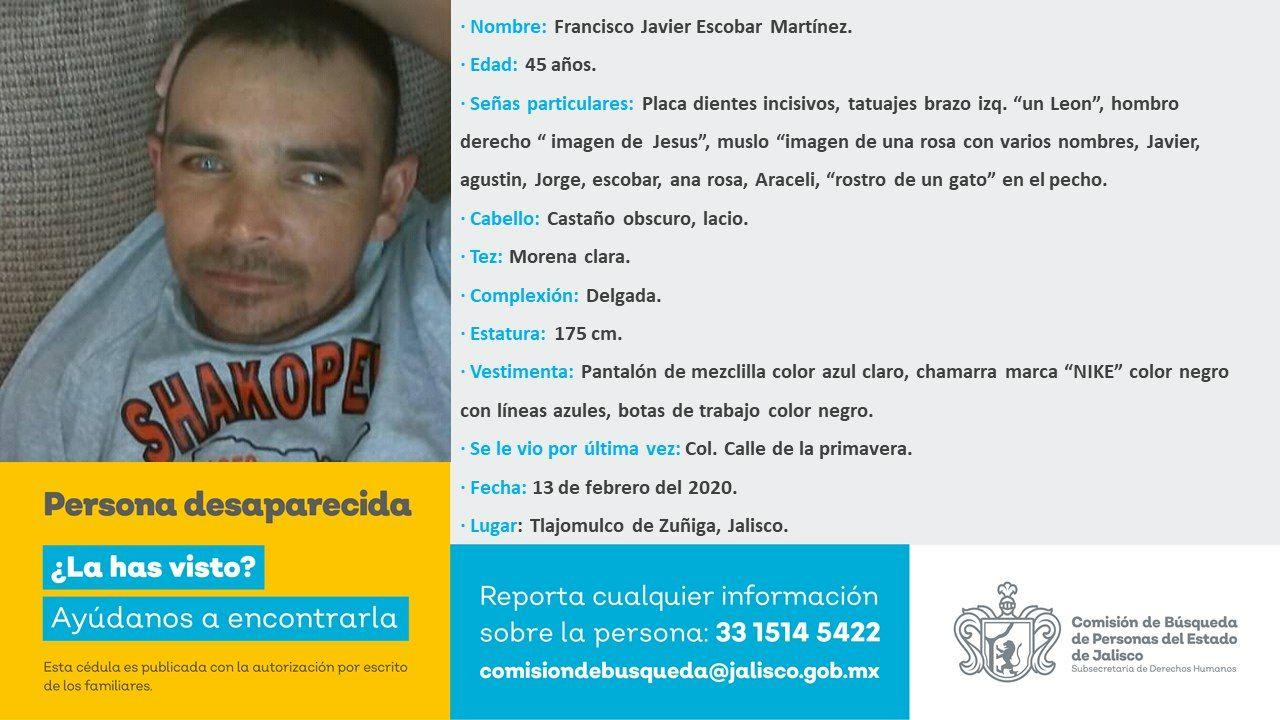 · Nombre: Francisco Javier Escobar Martínez.
· Edad: 45 años.
· Señas particulares: Placa dientes incisivos, tatuajes brazo izq. “un Leon”, hombro
derecho “ imagen de Jesus”, muslo “imagen de una rosa con varios nombres, Javier,
agustin, Jorge, escobar, ana rosa, Araceli, “rostro de un gato” en el pecho.
· Cabello: Castaño obscuro, lacio.
· Tez: Morena clara.
· Complexión: Delgada.
· Estatura: 175 cm.
· Vestimenta: Pantalón de mezclilla color azul claro, chamarra marca “NIKE” color negro
con líneas azules, botas de trabajo color negro.
· Se le vio por última vez: Col. Calle de la primavera.
· Fecha: 13 de febrero del 2020.
· Lugar: Tlajomulco de Zuñiga, Jalisco.
SHAKOPE
Persona desaparecida
¿La has visto?
Ayúdanos a encontrarla
Esta cédula es publicada con la autorización por escrito
de los familiares.
Reporta cualquier información
sobre la persona: 33 1514 5422
comisiondebusqueda@jalisco.gob.mx
Comisión de Búsqueda
de Personas del Estado
de Jalisco
Subsecretaría de Derechos Humanos